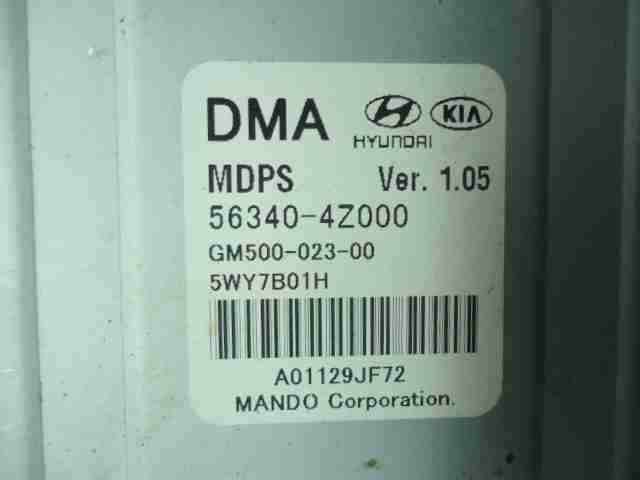 DMA HYUNDAI KIA
MDPS Ver. 1.05
56340-4Z000
GM500-023-00
5WY7B01H
A01129JF72
MANDO Corporation.